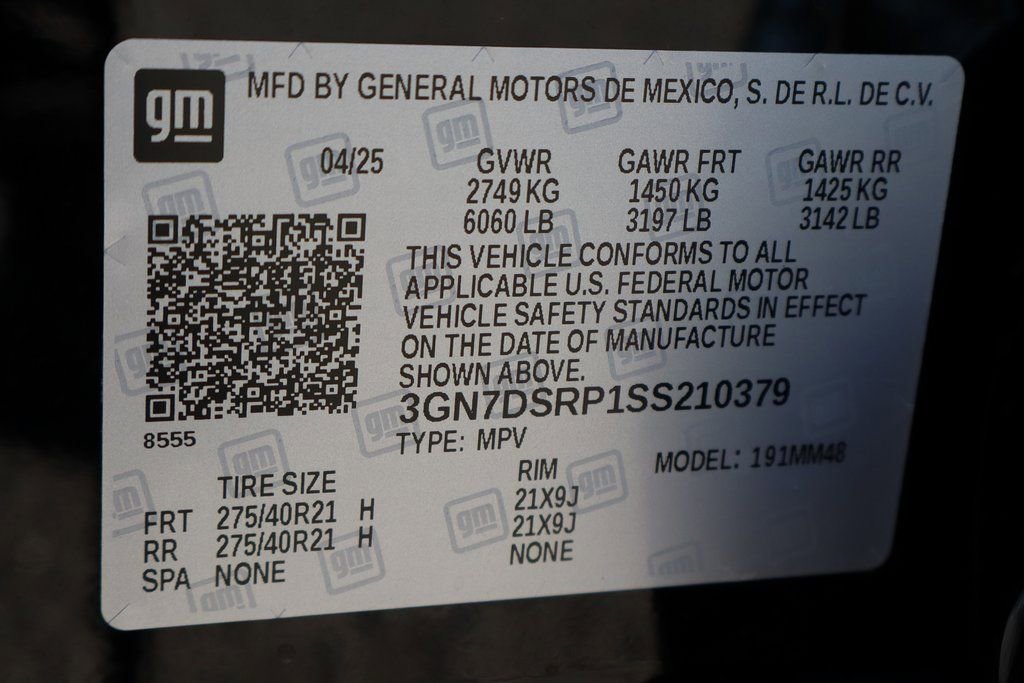 gm
MFD BY GENERAL MOTORS DE MEXICO, S. DE R.L. DE C.V.
04/25 GVWR GAWR FRT GAWR RR
2749 KG 1450 KG 1425 KG
6060 LB 3197 LB 3142 LB
THIS VEHICLE CONFORMS TO ALL
APPLICABLE U.S. FEDERAL MOTOR
VEHICLE SAFETY STANDARDS IN EFFECT
ON THE DATE OF MANUFACTURE
SHOWN ABOVE.
3GN7DSRP1SS210379
8555
TYPE: MPV
MODEL: 191MM48
TIRE SIZE RIM
FRT 275/40R21 H 21X9J
RR 275/40R21 H 21X9J
SPA NONE NONE